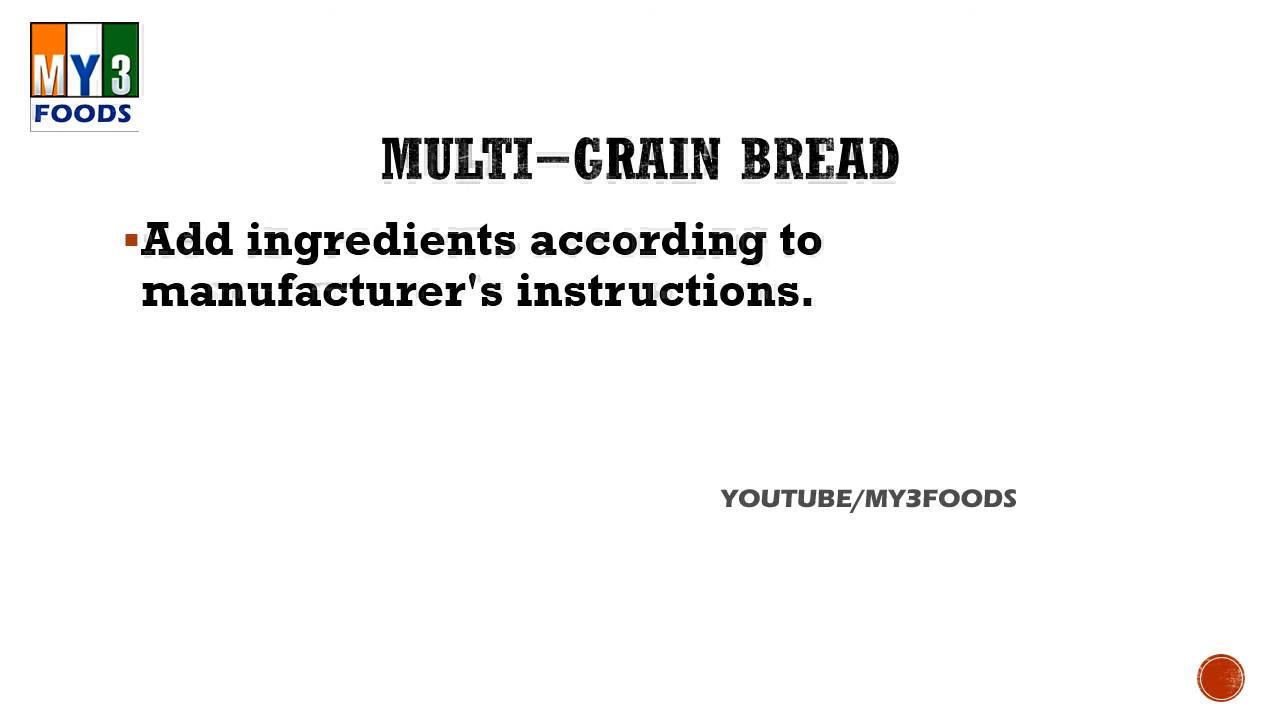 MY3
FOODS
MULTI-GRAIN BREAD
Add ingredients according to
manufacturer's instructions.
YOUTUBE/MY3FOODS